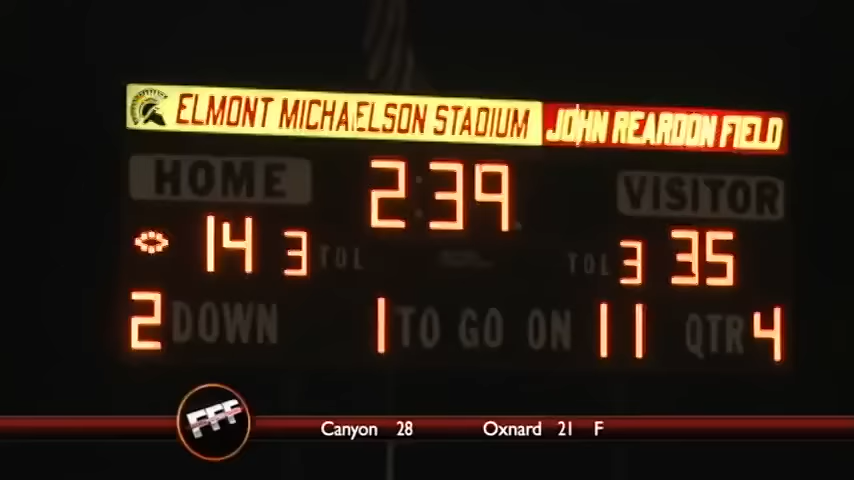 ELMONT MICHAELSON STADIUM JOHN REARDON FIELD
HOME 2:39 VISITOR
14 3 TOL TOL 3 35
2 DOWN 1 TO GO ON 11 QTR 4
FFF Canyon 28 Oxnard 21 F